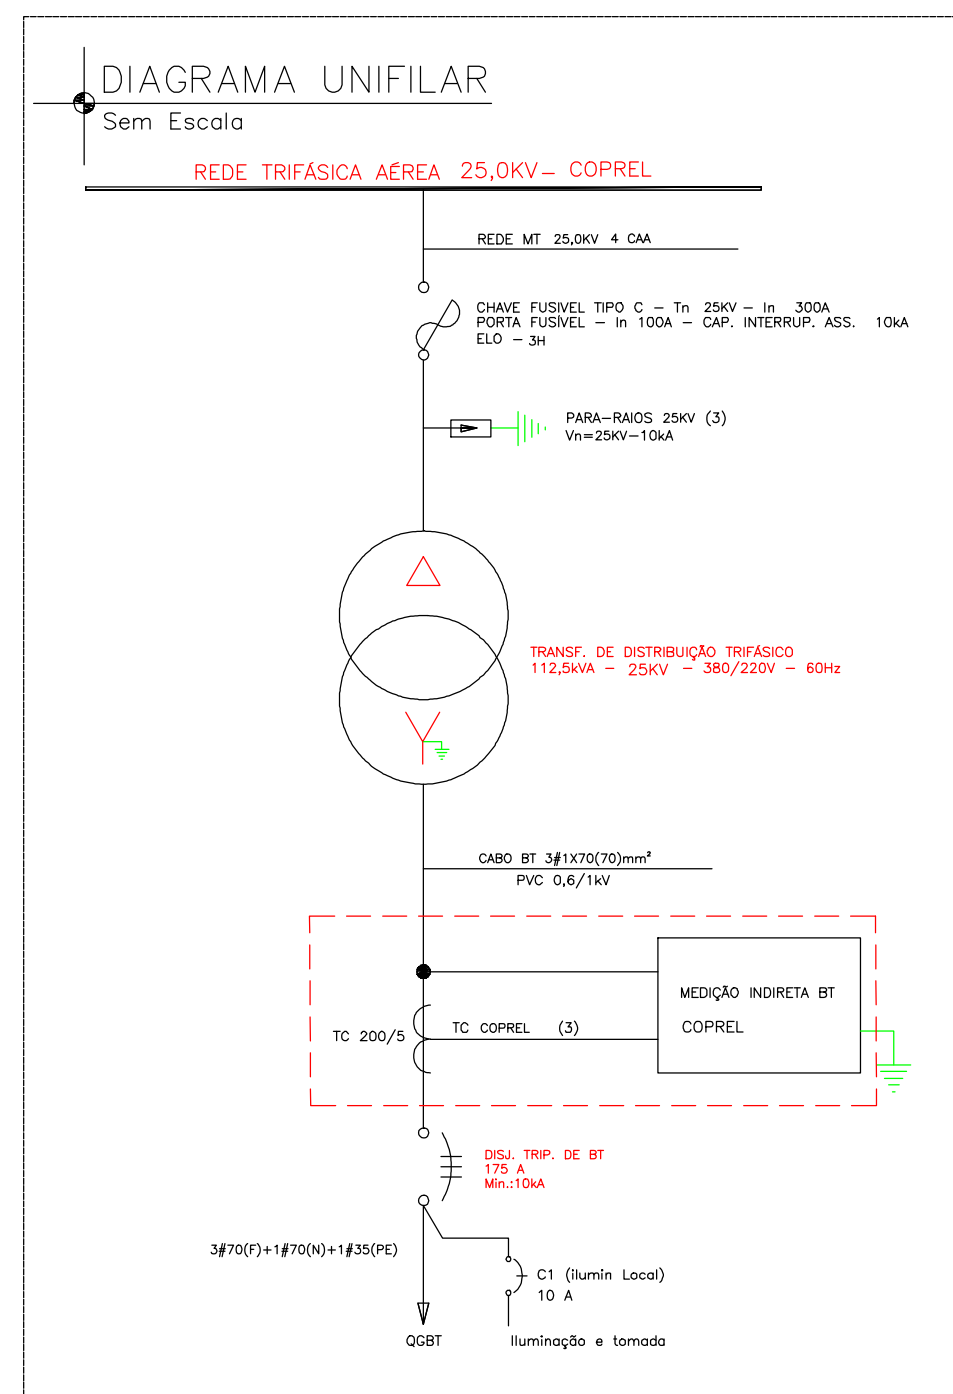 DIAGRAMA UNIFILAR
Sem Escala
REDE TRIFÁSICA AÉREA 25,0KV– COPREL
REDE MT 25,0KV 4 CAA
CHAVE FUSIVEL TIPO C – Tn 25KV – In 300A
PORTA FUSÍVEL – In 100A – CAP. INTERRUP. ASS. 10kA
ELO – 3H
PARA–RAIOS 25KV (3)
Vn=25KV–10kA
TRANSF. DE DISTRIBUIÇÃO TRIFÁSICO
112,5kVA – 25KV – 380/220V – 60Hz
CABO BT 3#1X70(70)mm²
PVC 0,6/1kV
MEDIÇÃO INDIRETA BT
COPREL
TC 200/5
TC COPREL (3)
DISJ. TRIP. DE BT
175 A
Min.:10kA
3#70(F)+1#70(N)+1#35(PE)
C1 (ilumin Local)
10 A
QGBT
Iluminação e tomada